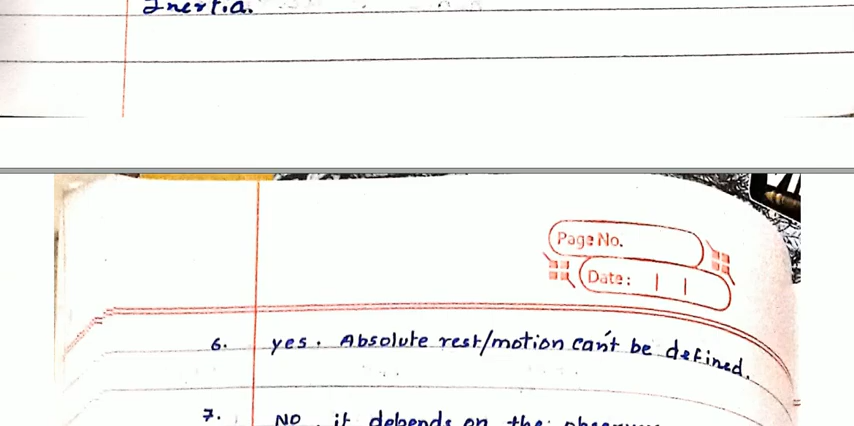 Inertia.
Page No.
Date: | |
6. yes. Absolute rest/motion can't be defined.
7. NO, it depends on the